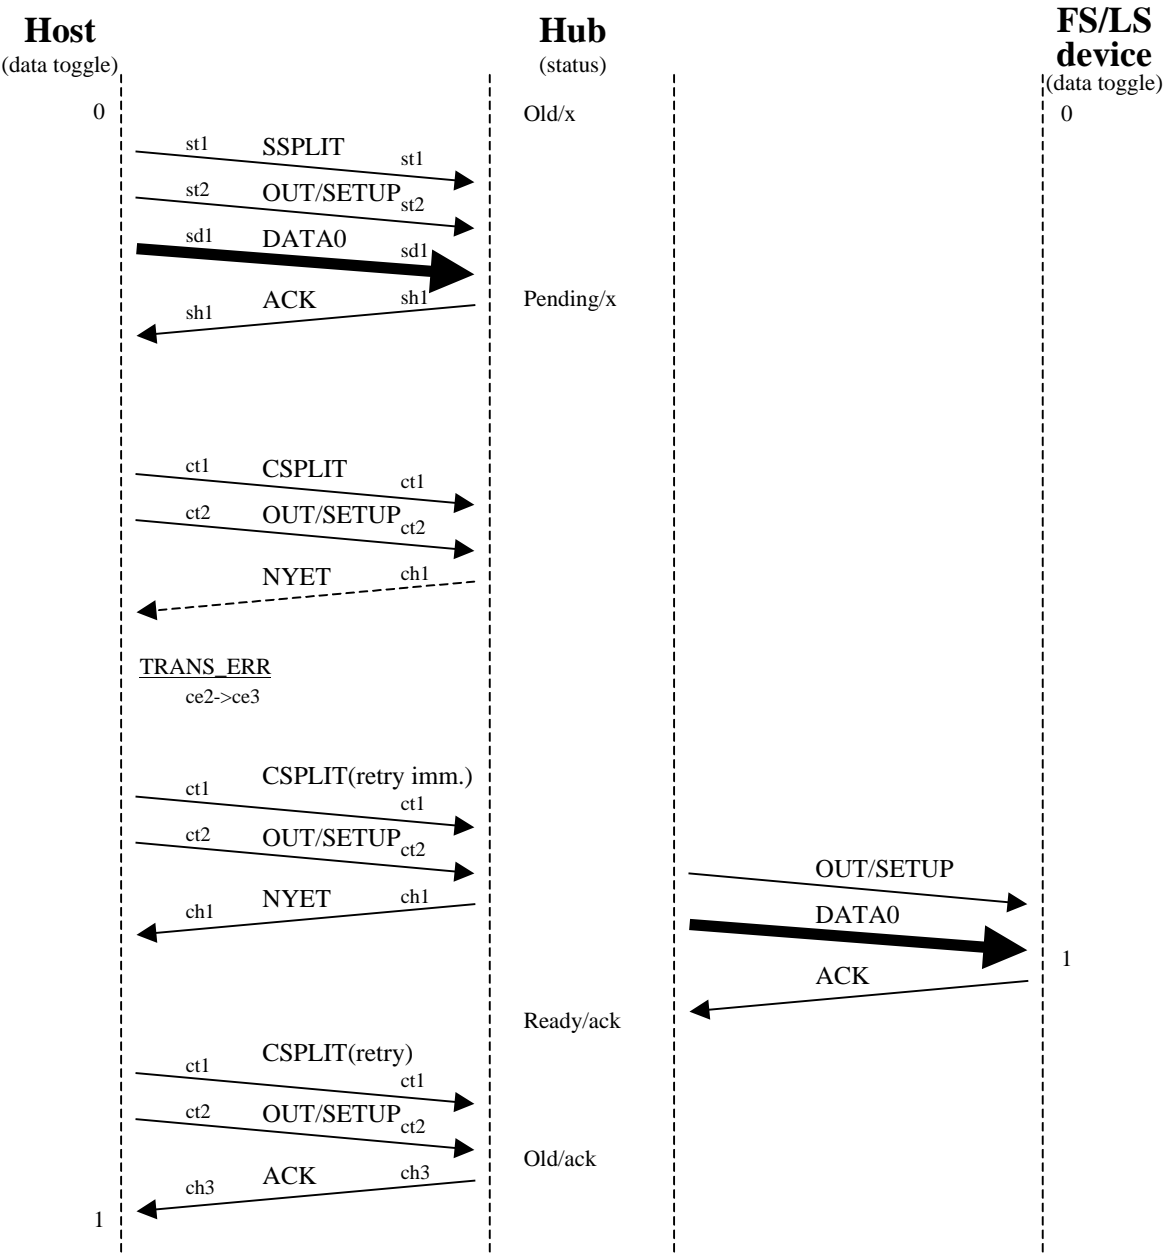 Host
(data toggle)
Hub
(status)
FS/LS
device
(data toggle)
0
Old/x
0
st1 SSPLIT st1
st2 OUT/SETUP st2
sd1 DATA0 sd1
sh1 ACK sh1
Pending/x
ct1 CSPLIT ct1
ct2 OUT/SETUP ct2
NYET ch1
TRANS_ERR
ce2->ce3
ct1 CSPLIT(retry imm.) ct1
ct2 OUT/SETUP ct2
OUT/SETUP
ch1 NYET ch1
DATA0
1
ACK
Ready/ack
ct1 CSPLIT(retry) ct1
ct2 OUT/SETUP ct2
Old/ack
ch3 ACK ch3
1